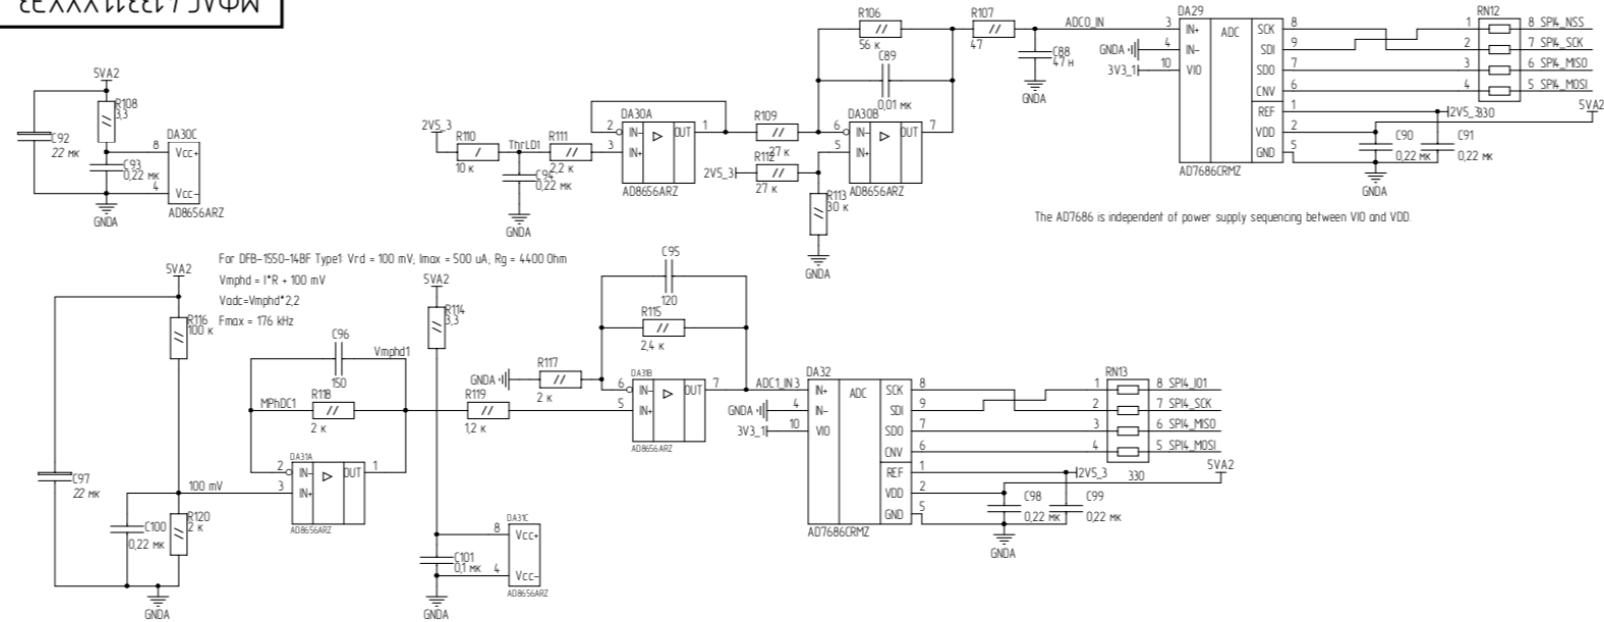 МФАС.413311.XXXЭ3
5VA2
R108
3,3
C92
22 мк
C93
0,22 мк
DA30C
8 Vcc+
4 Vcc-
AD8656ARZ
GNDA
2V5_3
R110
10 к
ThrLD1
0,22 мк
GNDA
R111
2,2 к
DA30A
2 IN- OUT 1
3 IN+
AD8656ARZ
R109
27 к
2V5_3
27 к
R113
30 к
GNDA
R106
56 к
C89
0,01 мк
DA30B
6 IN- OUT 7
5 IN+
AD8656ARZ
R107
47
ADC0_IN
C88
47 н
GNDA
DA29
3 IN+ ADC SCK 8
GNDA 4 IN- SDI 9
3V3_1 10 VIO SDO 7
CNV 6
REF 1
VDD 2
GND 5
AD7686CRMZ
RN12
1 8 SPI4_NSS
2 7 SPI4_SCK
3 6 SPI4_MISO
4 5 SPI4_MOSI
2V5_3 330
5VA2
C90
0,22 мк
C91
0,22 мк
GNDA
The AD7686 is independent of power supply sequencing between VIO and VDD.
For DFB-1550-14BF Type1: Vrd = 100 mV; Imax = 500 uA; Rg = 4400 Ohm
Vmphd = I*R + 100 mV
Vadc=Vmphd*2,2
Fmax = 176 kHz
5VA2
R116
100 к
C97
22 мк
C100
0,22 мк
R120
2 к
100 mV
GNDA
C96
150
Vmphd1
MPhDC1
R118
2 к
DA31A
2 IN- OUT 1
3 IN+
AD8656ARZ
5VA2
R114
3,3
R119
1,2 к
C101
0,1 мк
GNDA
DA31C
8 Vcc+
4 Vcc-
AD8656ARZ
GNDA
R117
2 к
C95
120
R115
2,4 к
DA31B
6 IN- OUT 7
5 IN+
AD8656ARZ
ADC1_IN
DA32
3 IN+ ADC SCK 8
GNDA 4 IN- SDI 9
3V3_1 10 VIO SDO 7
CNV 6
REF 1
VDD 2
GND 5
AD7686CRMZ
RN13
1 8 SPI4_IO1
2 7 SPI4_SCK
3 6 SPI4_MISO
4 5 SPI4_MOSI
2V5_3 330
5VA2
C98
0,22 мк
C99
0,22 мк
GNDA